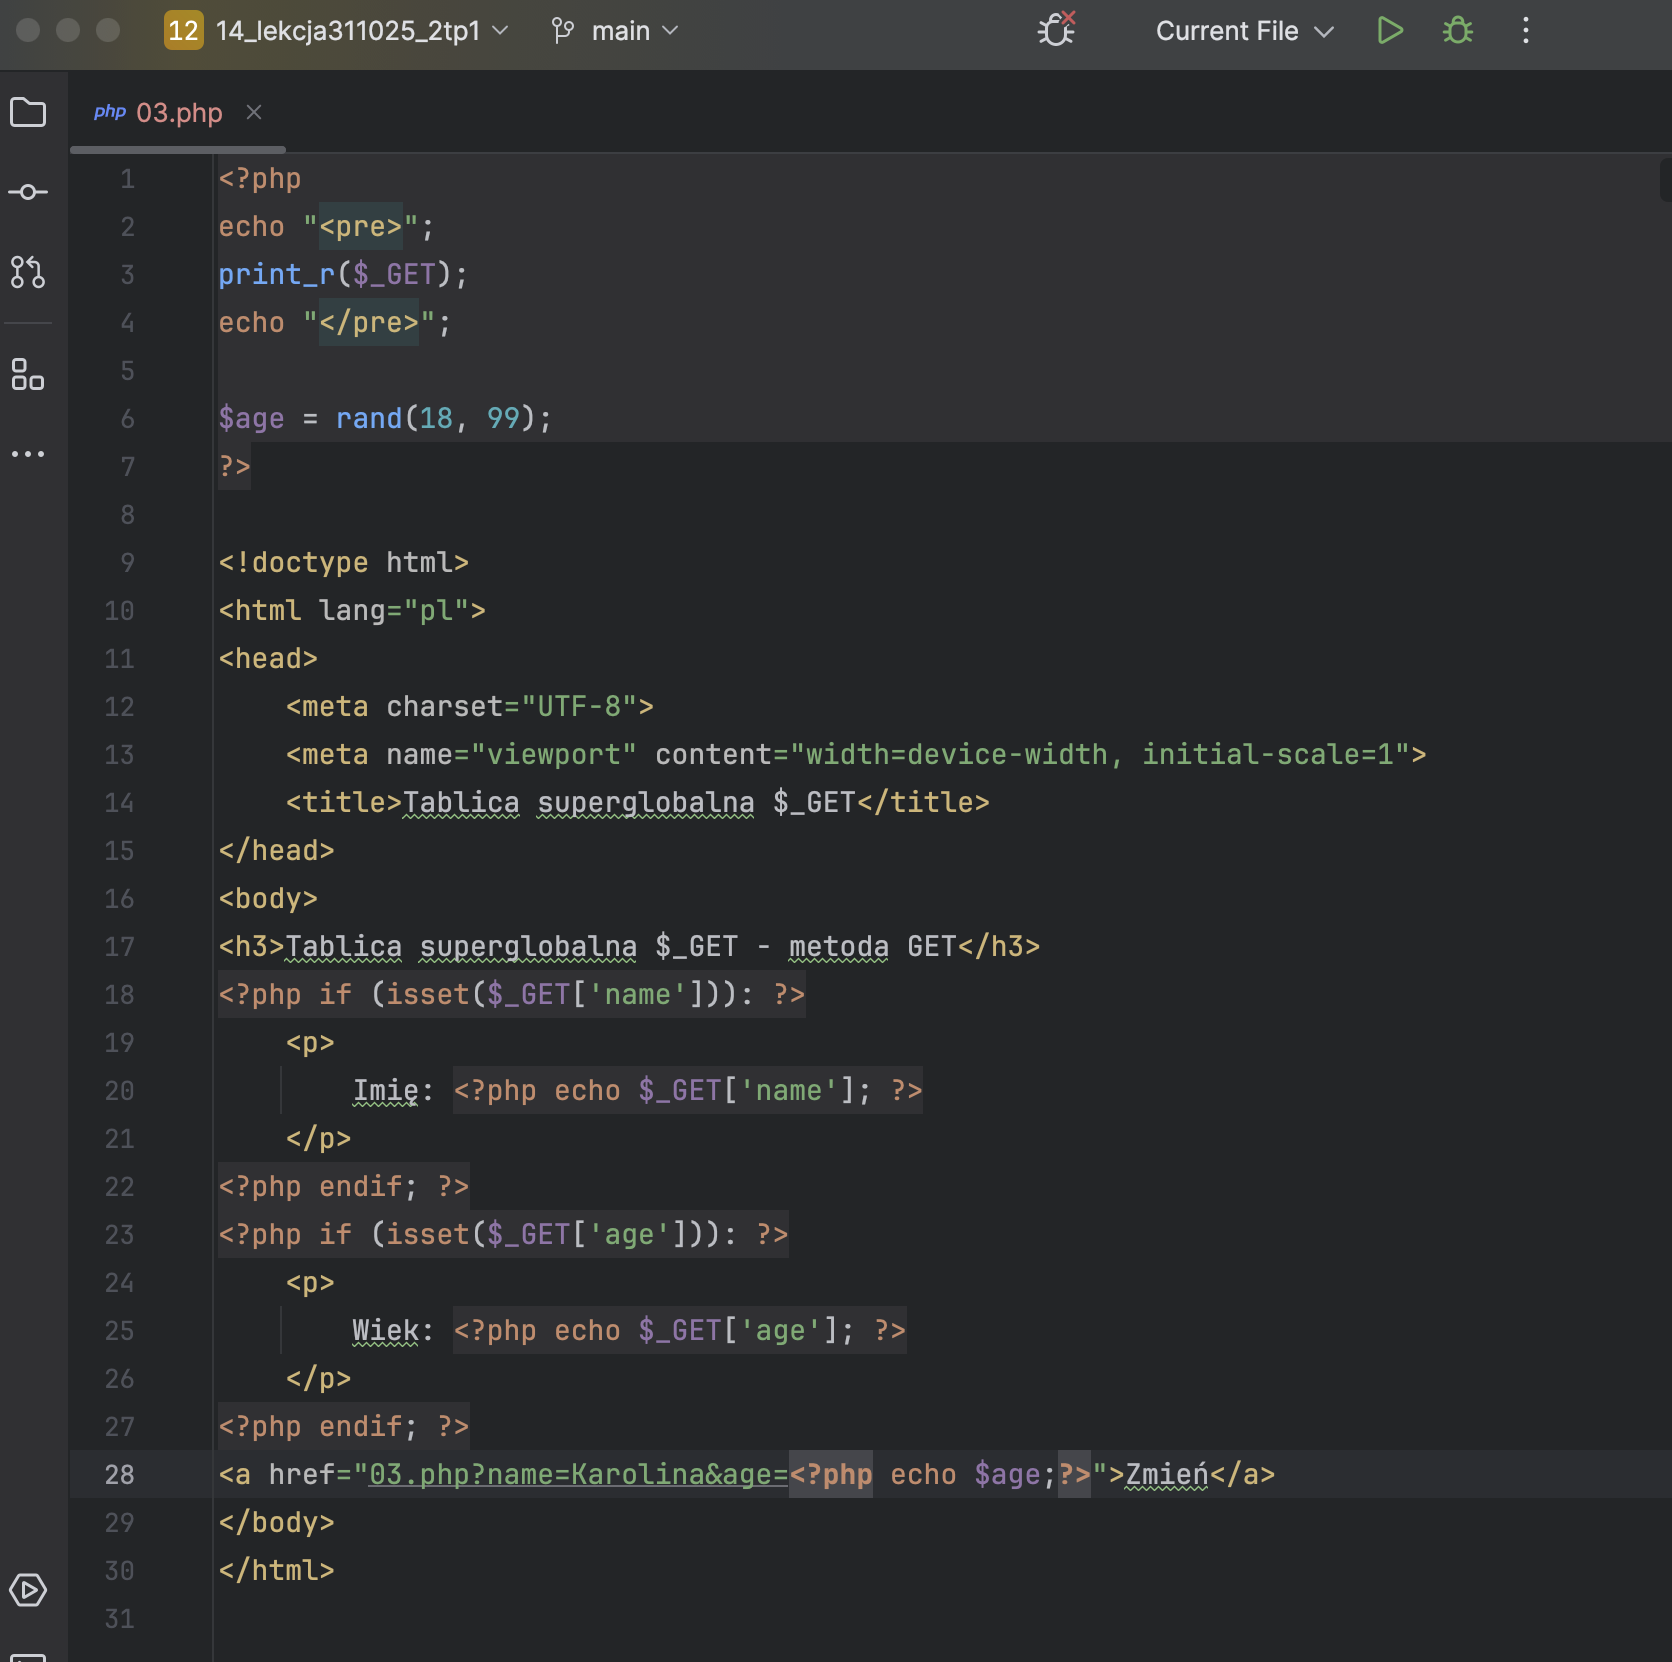 12 14_lekcja311025_2tp1 main Current File
php 03.php
1 <?php
2 echo "<pre>";
3 print_r($_GET);
4 echo "</pre>";
5
6 $age = rand(18, 99);
7 ?>
8
9 <!doctype html>
10 <html lang="pl">
11 <head>
12     <meta charset="UTF-8">
13     <meta name="viewport" content="width=device-width, initial-scale=1">
14     <title>Tablica superglobalna $_GET</title>
15 </head>
16 <body>
17 <h3>Tablica superglobalna $_GET - metoda GET</h3>
18 <?php if (isset($_GET['name'])): ?>
19     <p>
20         Imię: <?php echo $_GET['name']; ?>
21     </p>
22 <?php endif; ?>
23 <?php if (isset($_GET['age'])): ?>
24     <p>
25         Wiek: <?php echo $_GET['age']; ?>
26     </p>
27 <?php endif; ?>
28 <a href="03.php?name=Karolina&age=<?php echo $age;?>">Zmień</a>
29 </body>
30 </html>
31